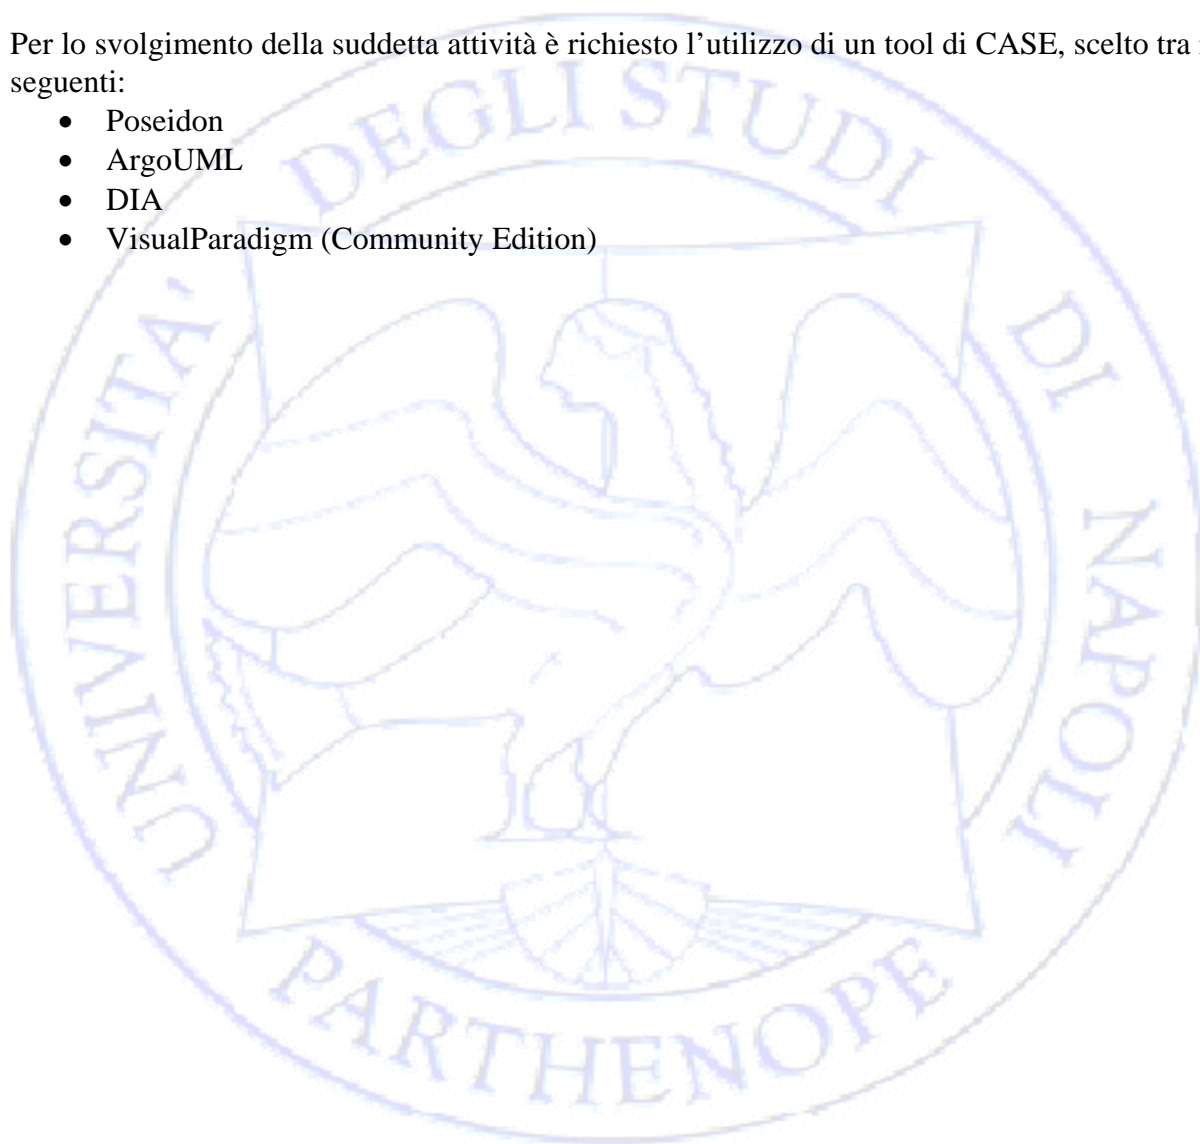 Per lo svolgimento della suddetta attività è richiesto l’utilizzo di un tool di CASE, scelto tra
seguenti:
• Poseidon
• ArgoUML
• DIA
• VisualParadigm (Community Edition)
UNIVERSITA' DEGLI STUDI DI NAPOLI
PARTHENOPE